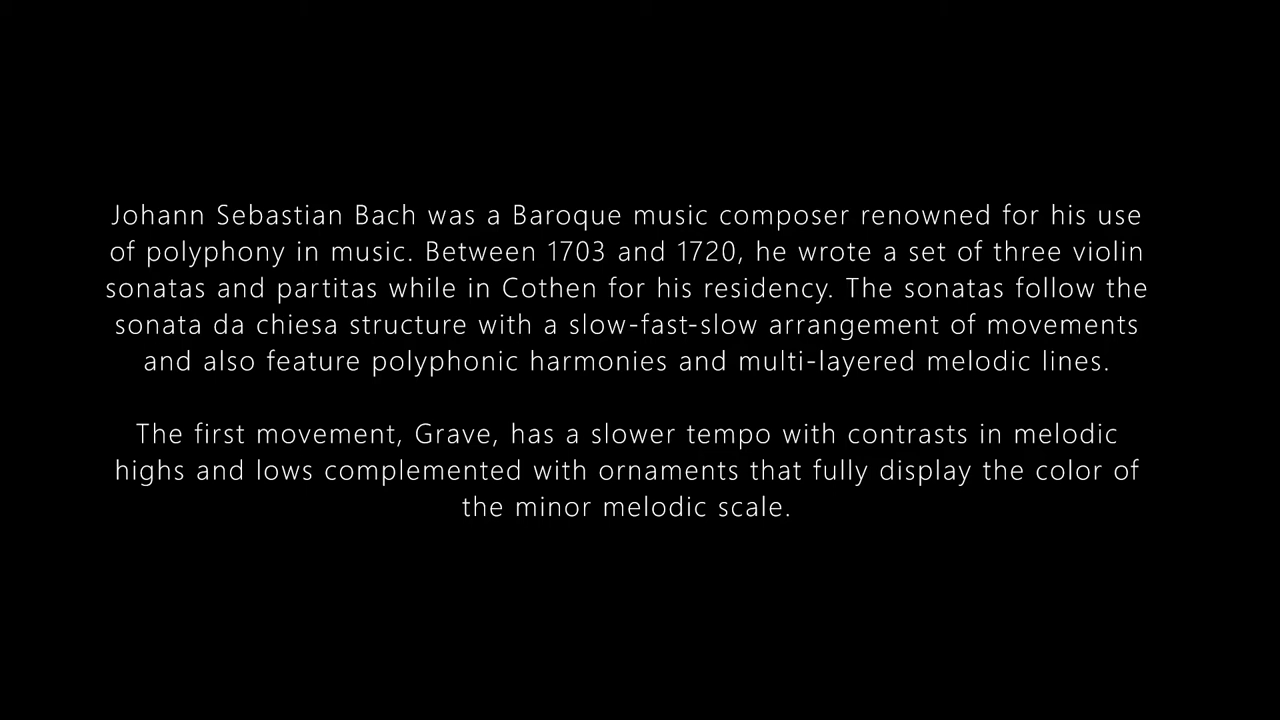 Johann Sebastian Bach was a Baroque music composer renowned for his use
of polyphony in music. Between 1703 and 1720, he wrote a set of three violin
sonatas and partitas while in Cothen for his residency. The sonatas follow the
sonata da chiesa structure with a slow-fast-slow arrangement of movements
and also feature polyphonic harmonies and multi-layered melodic lines.
The first movement, Grave, has a slower tempo with contrasts in melodic
highs and lows complemented with ornaments that fully display the color of
the minor melodic scale.